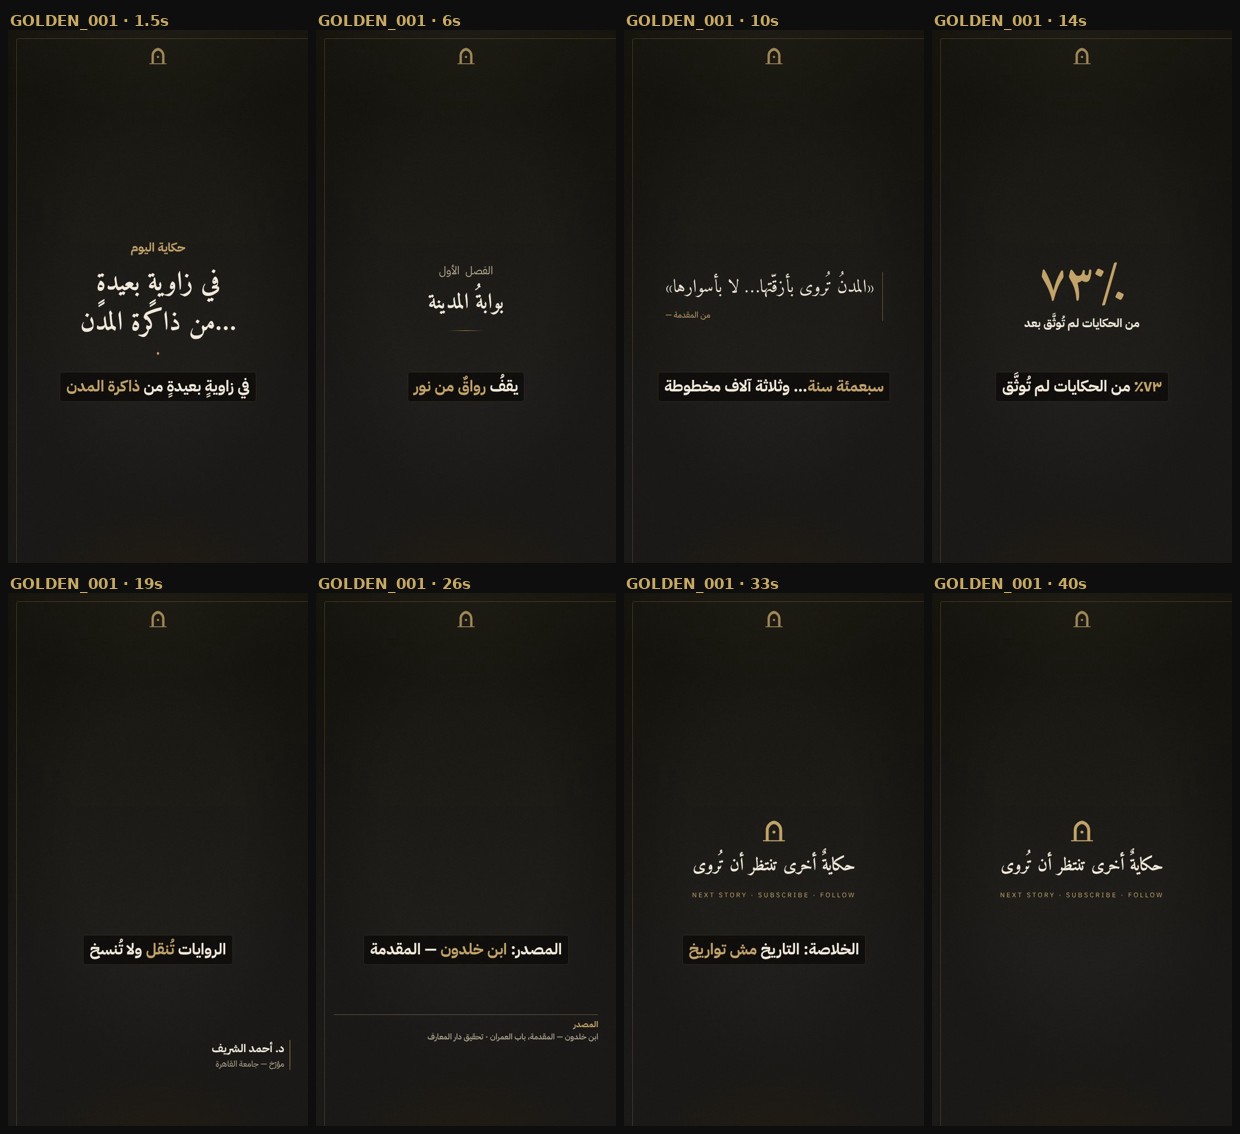 GOLDEN_001 · 1.5s
حكاية اليوم
في زاويةٍ بعيدةٍ
من ذاكرة المدن...
في زاويةٍ بعيدةٍ من ذاكرة المدن
GOLDEN_001 · 6s
الفصل الأول
بوابةُ المدينة
يقفُ رواقٌ من نور
GOLDEN_001 · 10s
«المدنُ تُروى بأزقّتها... لا بأسوارها»
من المقدمة —
سبعمئة سنة... وثلاثة آلاف مخطوطة
GOLDEN_001 · 14s
٧٣٪
من الحكايات لم تُوثَّق بعد
٧٣٪ من الحكايات لم تُوثَّق
GOLDEN_001 · 19s
الروايات تُنقل ولا تُنسخ
د. أحمد الشريف
مؤرّخ — جامعة القاهرة
GOLDEN_001 · 26s
المصدر: ابن خلدون — المقدمة
المصدر
ابن خلدون — المقدمة، باب العمران · تحقيق دار المعارف
GOLDEN_001 · 33s
حكايةٌ أخرى تنتظر أن تُروى
NEXT STORY · SUBSCRIBE · FOLLOW
الخلاصة: التاريخ مش تواريخ
GOLDEN_001 · 40s
حكايةٌ أخرى تنتظر أن تُروى
NEXT STORY · SUBSCRIBE · FOLLOW